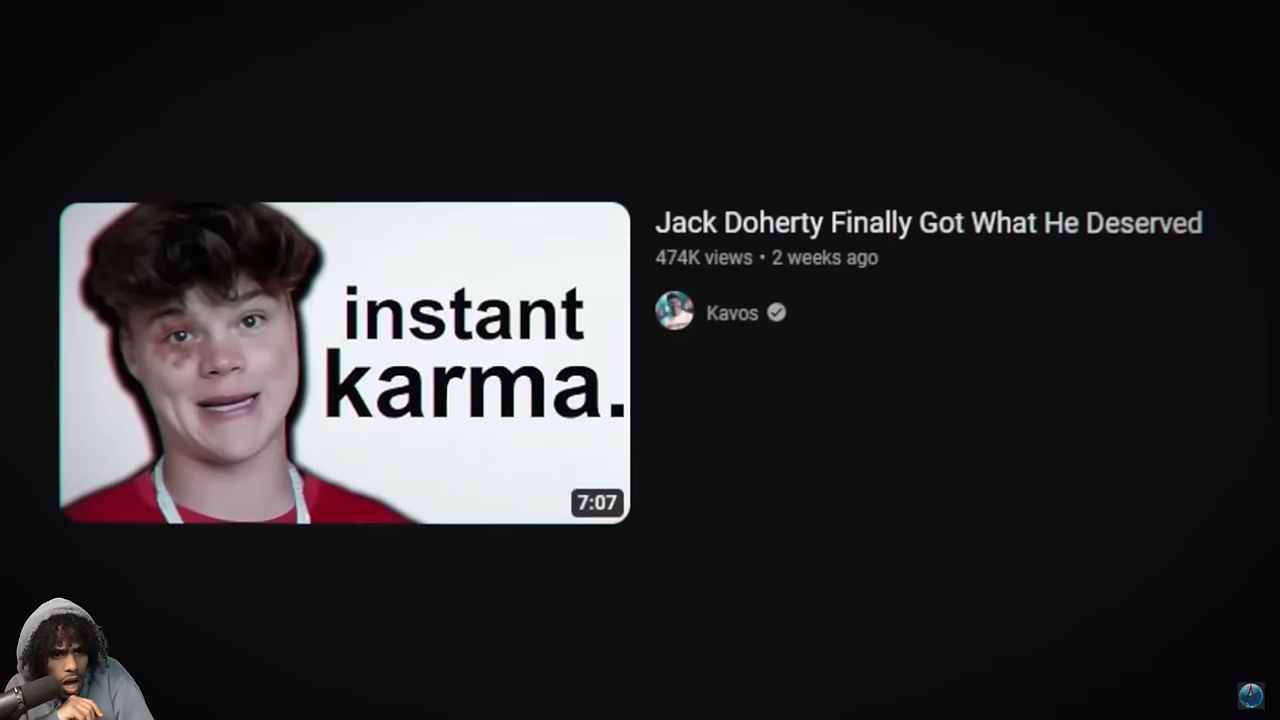 instant
karma.
7:07
Jack Doherty Finally Got What He Deserved
474K views • 2 weeks ago
Kavos